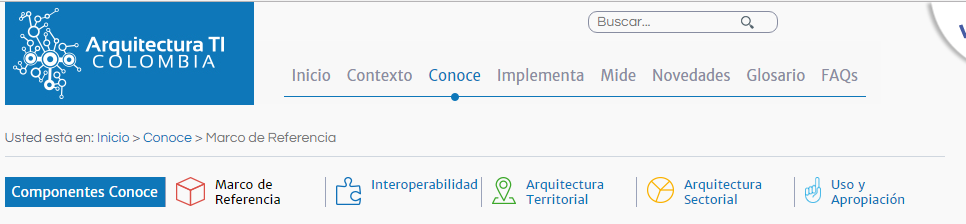 Arquitectura TI
COLOMBIA
Buscar...
Inicio Contexto Conoce Implementa Mide Novedades Glosario FAQs
Usted está en: Inicio > Conoce > Marco de Referencia
Componentes Conoce
Marco de
Referencia
Interoperabilidad
Arquitectura
Territorial
Arquitectura
Sectorial
Uso y
Apropiación